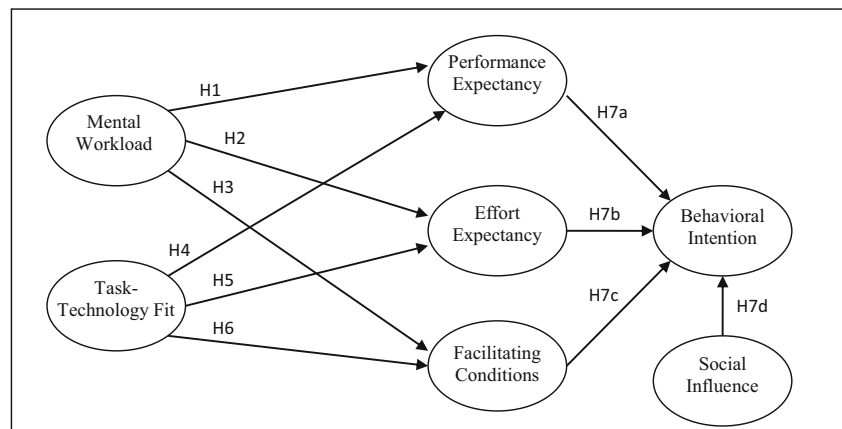 Performance
Expectancy
H1
H7a
Mental
Workload
H2
H3
Effort
Expectancy
H7b
Behavioral
Intention
H4
Task-
Technology Fit
H5
H7c
H6
H7d
Facilitating
Conditions
Social
Influence